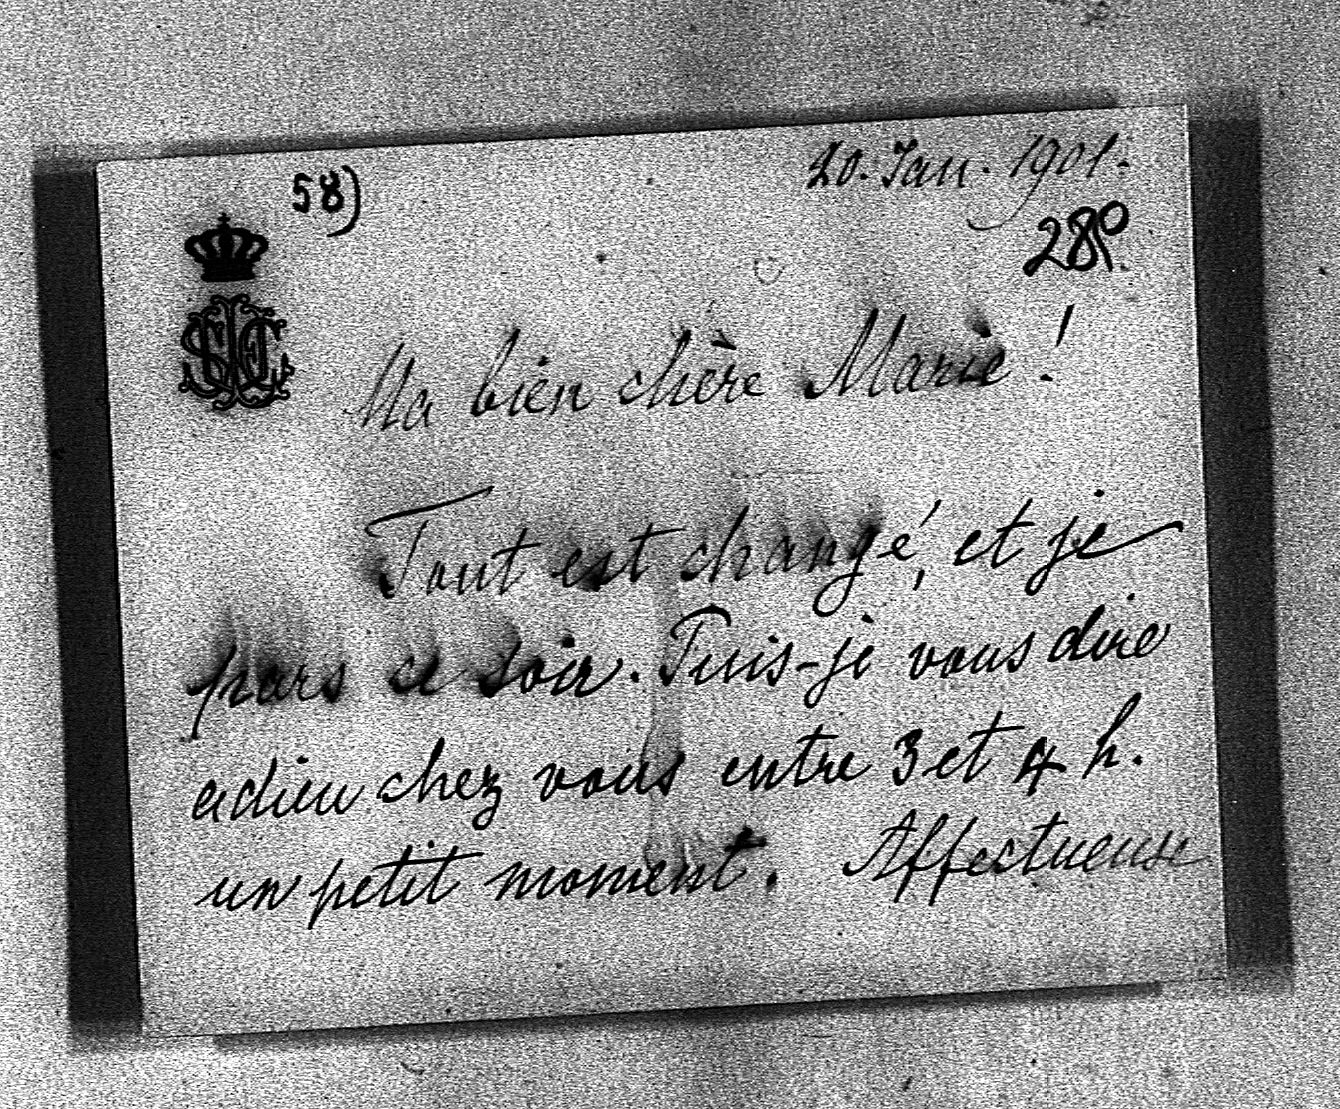 58)
20. Jan. 1901.
28º
Ma bien chère Marie !
Tout est changé, et je
pars ce soir. Puis-je vous dire
adieu chez vous entre 3 et 4 h.
un petit moment. Affectueuse